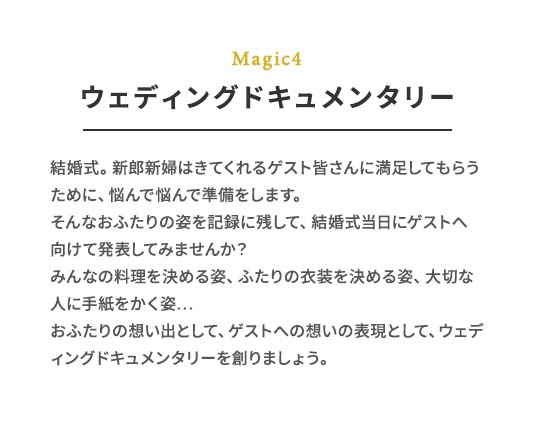 Magic4
ウェディングドキュメンタリー
結婚式。新郎新婦はきてくれるゲスト皆さんに満足してもらう
ために、悩んで悩んで準備をします。
そんなおふたりの姿を記録に残して、結婚式当日にゲストへ
向けて発表してみませんか？
みんなの料理を決める姿、ふたりの衣装を決める姿、大切な
人に手紙をかく姿…
おふたりの想い出として、ゲストへの想いの表現として、ウェデ
ィングドキュメンタリーを創りましょう。